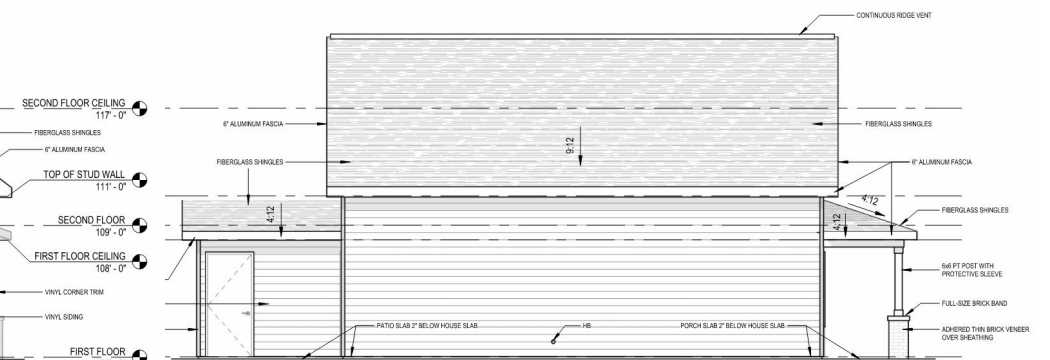 CONTINUOUS RIDGE VENT
SECOND FLOOR CEILING
117' - 0"
FIBERGLASS SHINGLES
6" ALUMINUM FASCIA
TOP OF STUD WALL
111' - 0"
SECOND FLOOR
109' - 0"
FIRST FLOOR CEILING
108' - 0"
VINYL CORNER TRIM
VINYL SIDING
FIRST FLOOR
6" ALUMINUM FASCIA
FIBERGLASS SHINGLES
9:12
FIBERGLASS SHINGLES
6" ALUMINUM FASCIA
4:12
4:12
4:12
FIBERGLASS SHINGLES
6x6 PT POST WITH
PROTECTIVE SLEEVE
FULL-SIZE BRICK BAND
ADHERED THIN BRICK VENEER
OVER SHEATHING
PATIO SLAB 2" BELOW HOUSE SLAB
HB
PORCH SLAB 2" BELOW HOUSE SLAB